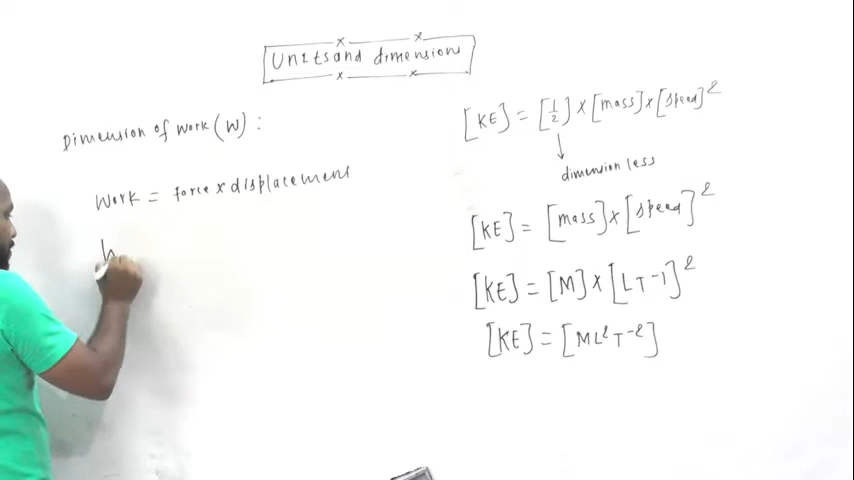 Units and dimensions
Dimension of work (W) :
Work = force x displacement
[KE] = [1/2] x [mass] x [speed]²
dimension less
[KE] = [mass] x [speed]²
[KE] = [M] x [LT-1]²
[KE] = [ML²T-²]